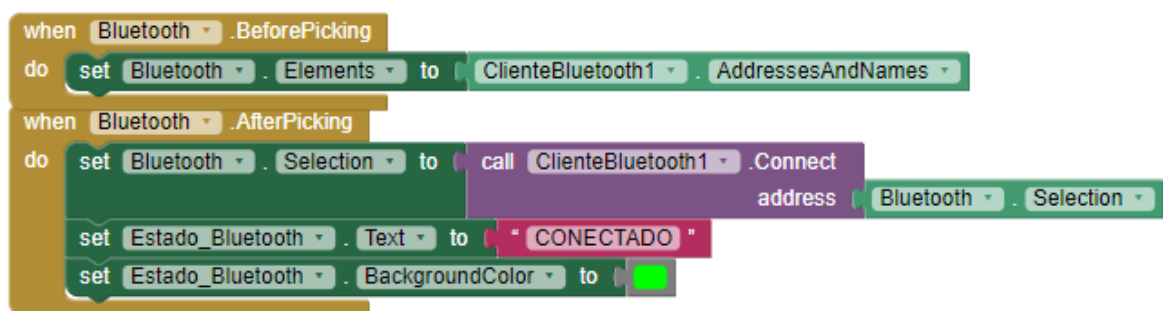 when Bluetooth .BeforePicking
do set Bluetooth . Elements to ClienteBluetooth1 . AddressesAndNames
when Bluetooth .AfterPicking
do set Bluetooth . Selection to call ClienteBluetooth1 .Connect
address Bluetooth . Selection
set Estado_Bluetooth . Text to " CONECTADO "
set Estado_Bluetooth . BackgroundColor to